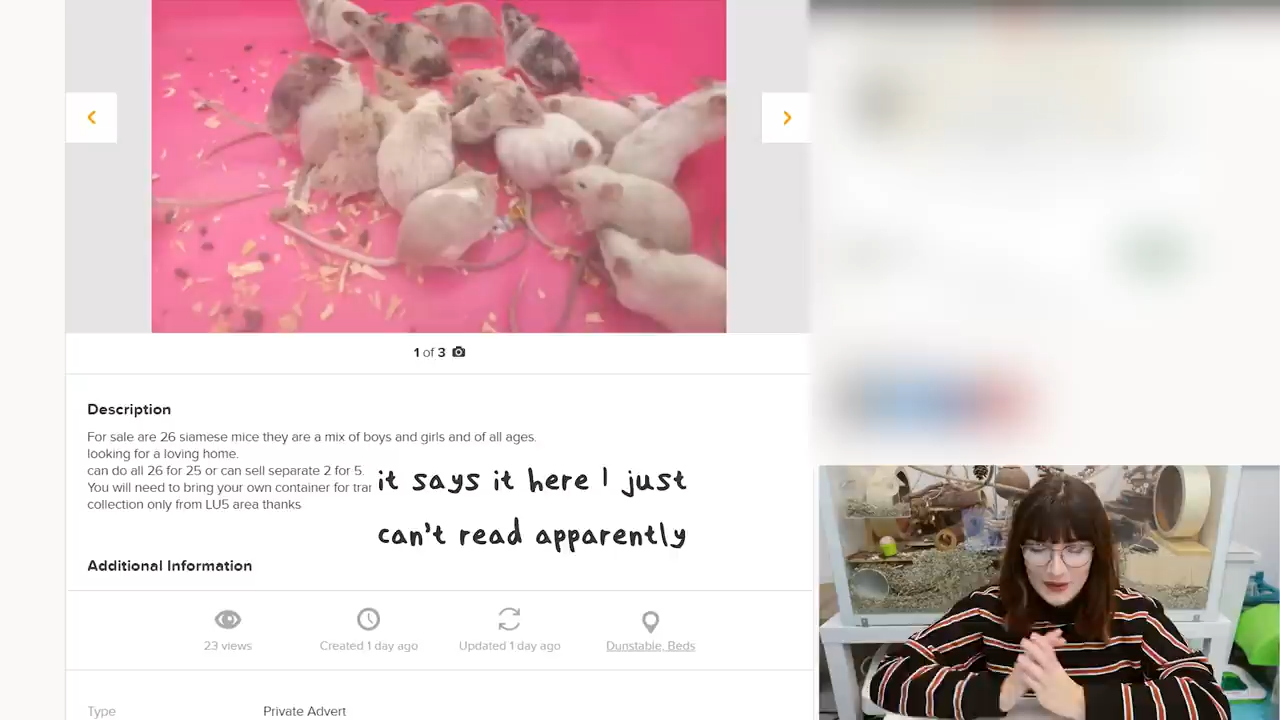 1 of 3
Description
For sale are 26 siamese mice they are a mix of boys and girls and of all ages.
looking for a loving home.
can do all 26 for 25 or can sell separate 2 for 5.
You will need to bring your own container for
collection only from LU5 area thanks
it says it here I just
can't read apparently
Additional Information
23 views
Created 1 day ago
Updated 1 day ago
Dunstable, Beds
Type Private Advert